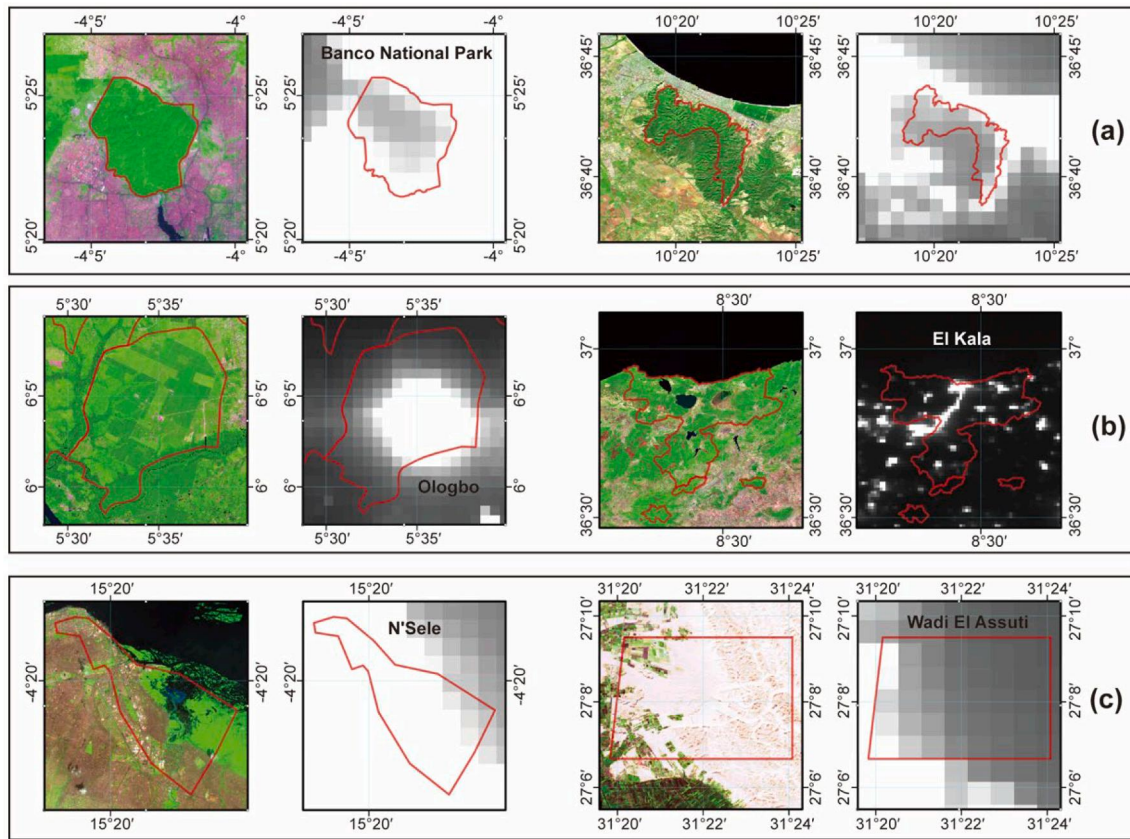 -4°5' -4° -4°5' -4° 10°20' 10°25' 10°20' 10°25'
Banco National Park
36°45' 36°45'
5°25' 5°25'
(a)
36°40' 36°40'
5°20' 5°20'
-4°5' -4° -4°5' -4° 10°20' 10°25' 10°20' 10°25'
5°30' 5°35' 5°30' 5°35' 8°30' 8°30'
El Kala
37° 37°
6°5' 6°5'
(b)
Ologbo
6° 6°
36°30' 36°30'
5°30' 5°35' 5°30' 5°35' 8°30' 8°30'
15°20' 15°20' 31°20' 31°22' 31°24' 31°20' 31°22' 31°24'
27°10' 27°10'
N'Sele Wadi El Assuti
-4°20' -4°20'
27°8' 27°8'
(c)
27°6' 27°6'
15°20' 15°20' 31°20' 31°22' 31°24' 31°20' 31°22' 31°24'